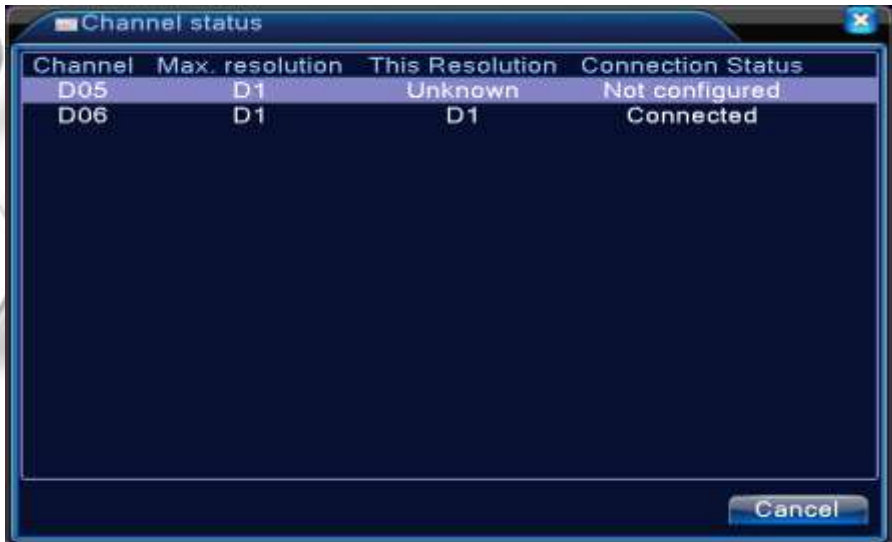 Channel status
Channel Max. resolution This Resolution Connection Status
D05 D1 Unknown Not configured
D06 D1 D1 Connected
Cancel